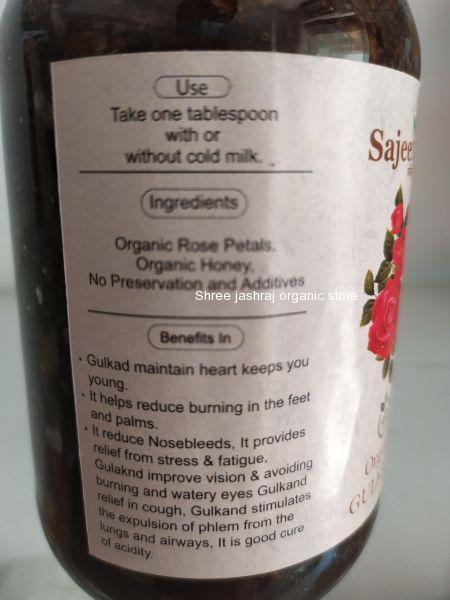 Use
Take one tablespoon
with or
without cold milk.
Ingredients
Organic Rose Petals.
Organic Honey,
No Preservation and Additives
Shree jashraj organic store
Benefits In
· Gulkad maintain heart keeps you
young.
· It helps reduce burning in the feet
and palms.
· It reduce Nosebleeds, It provides
relief from stress & fatigue.
Gulaknd improve vision & avoiding
burning and watery eyes Gulkand
relief in cough, Gulkand stimulates
the expulsion of phlem from the
lungs and airways, It is good cure
of acidity.